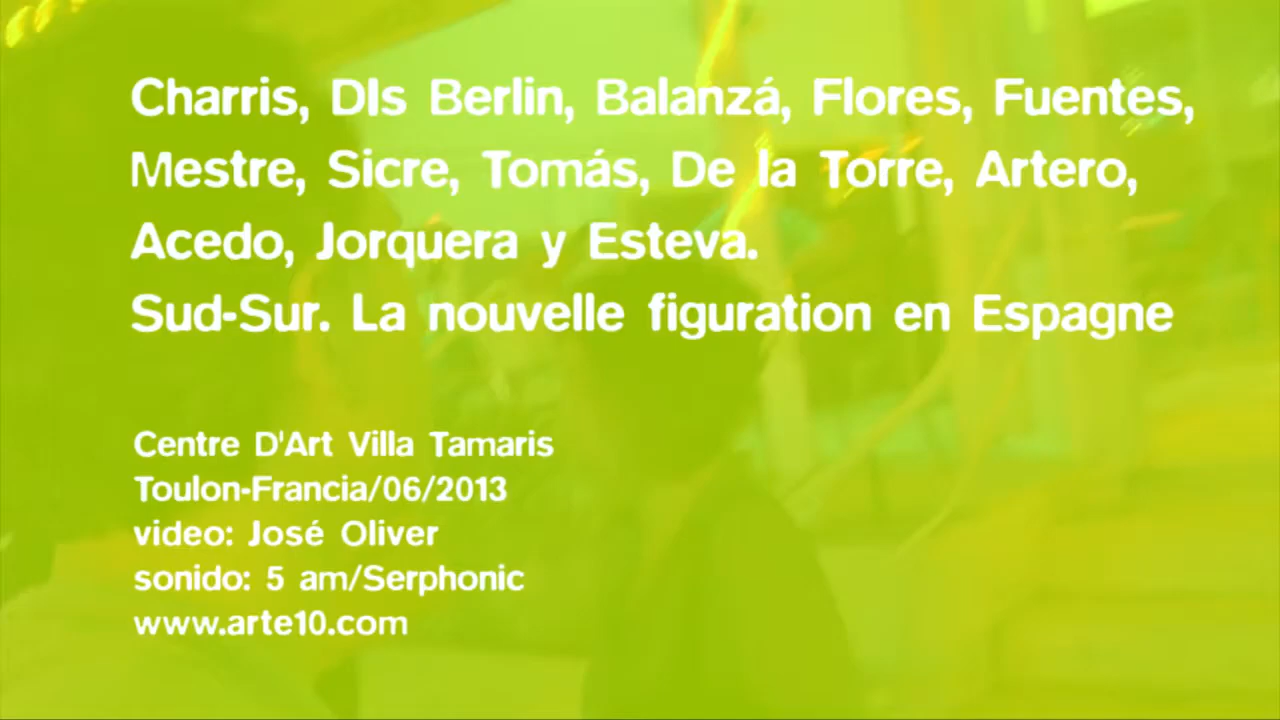 Charris, Dls Berlin, Balanzá, Flores, Fuentes,
Mestre, Sicre, Tomás, De la Torre, Artero,
Acedo, Jorquera y Esteva.
Sud-Sur. La nouvelle figuration en Espagne
Centre D'Art Villa Tamaris
Toulon-Francia/06/2013
video: José Oliver
sonido: 5 am/Serphonic
www.arte10.com